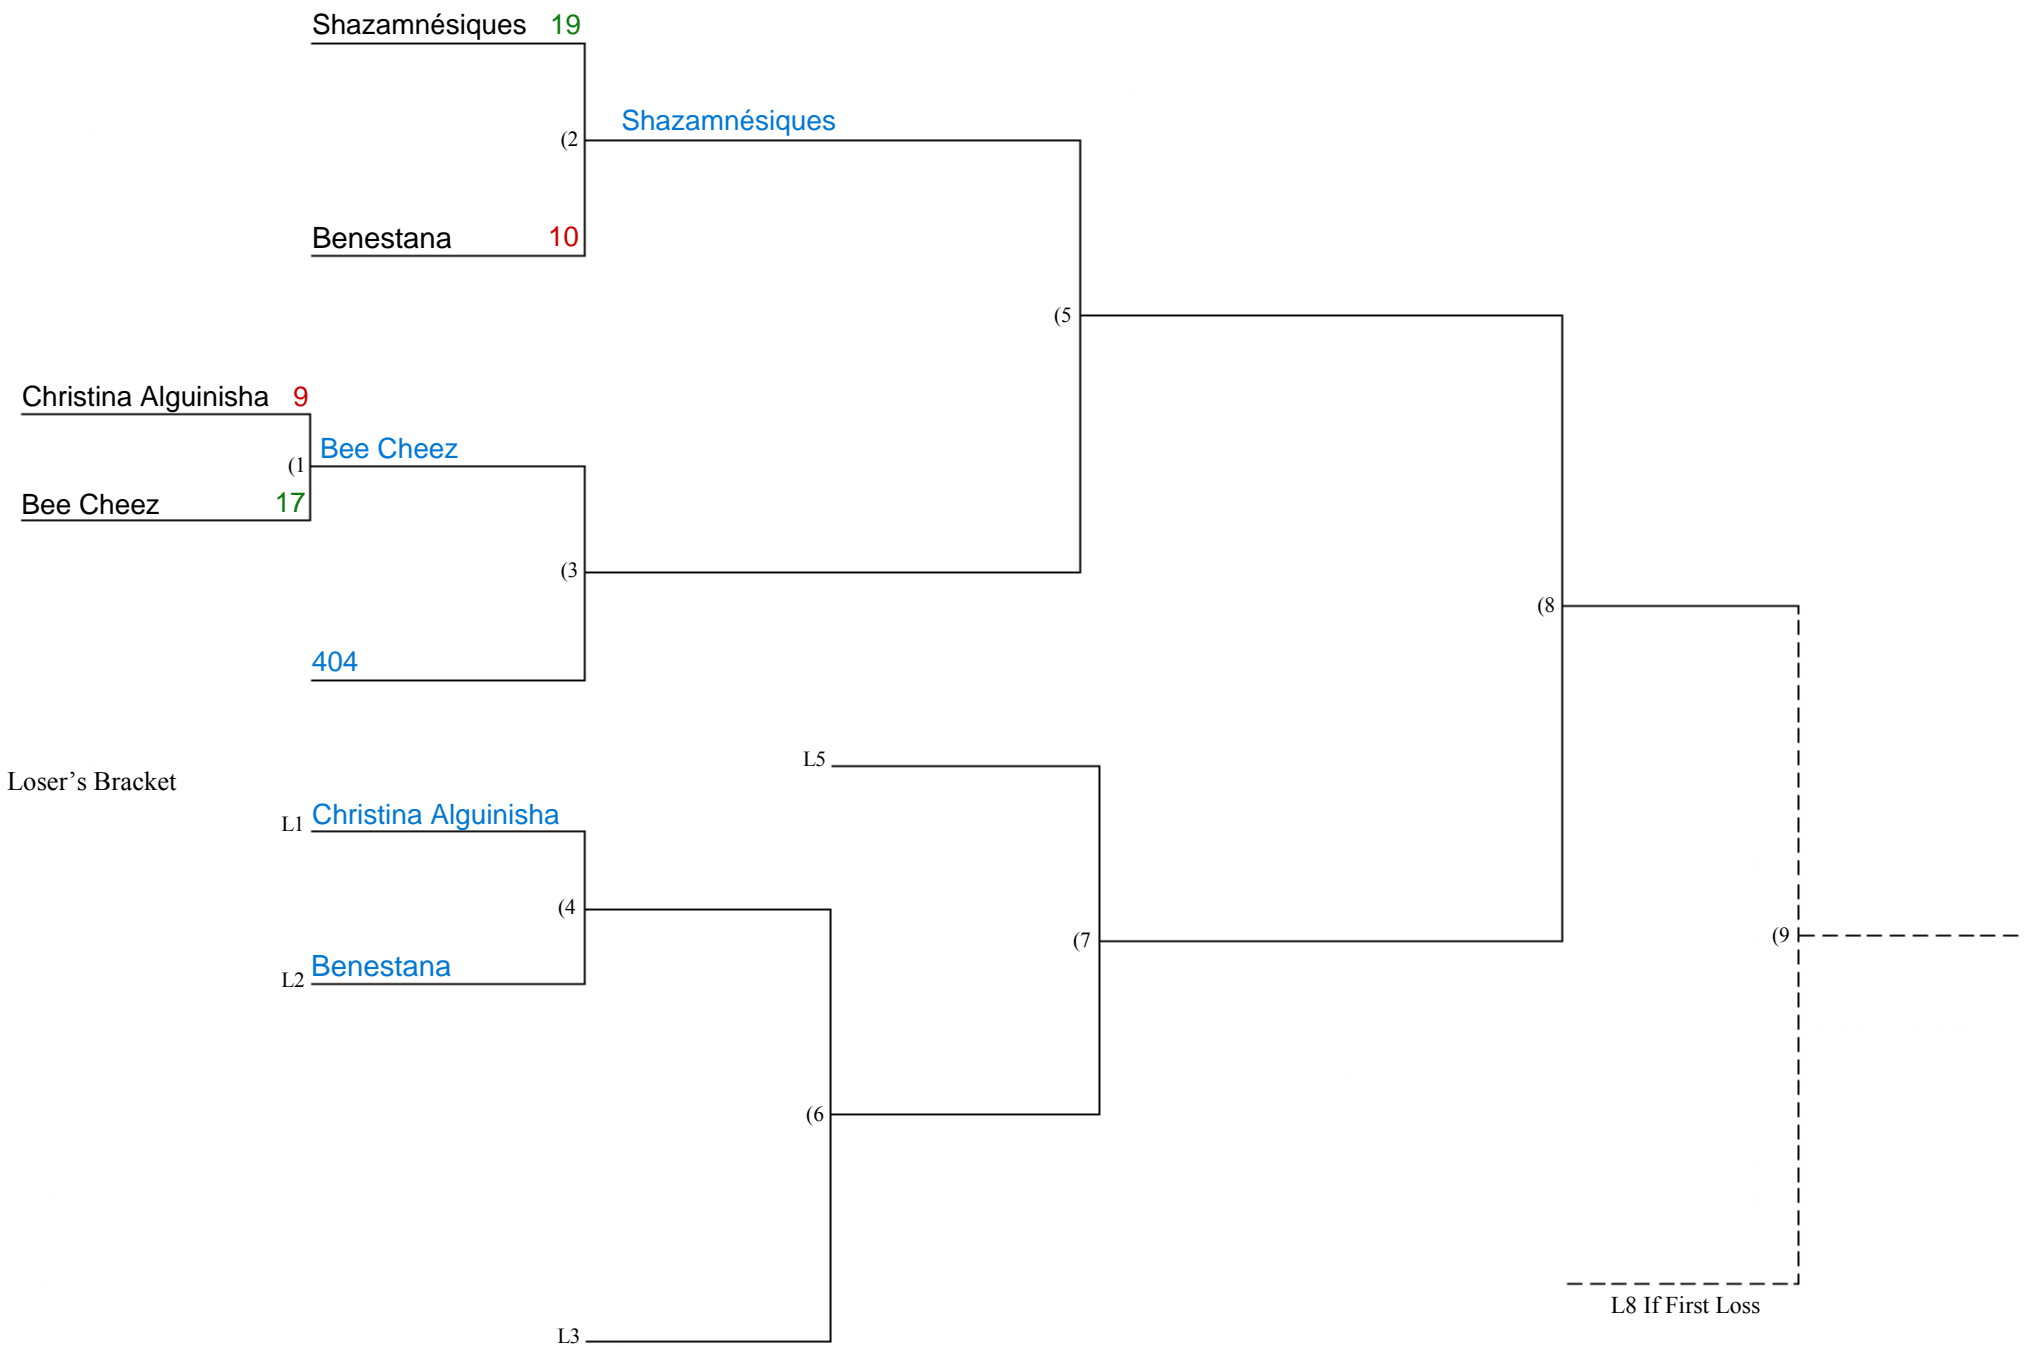 Shazamnésiques 19
(2
Shazamnésiques
Benestana 10
(5
Christina Alguinisha 9
(1
Bee Cheez
Bee Cheez 17
(3
404
(8
Loser’s Bracket
L5
L1 Christina Alguinisha
(4
L2 Benestana
(7
(9
(6
L8 If First Loss
L3